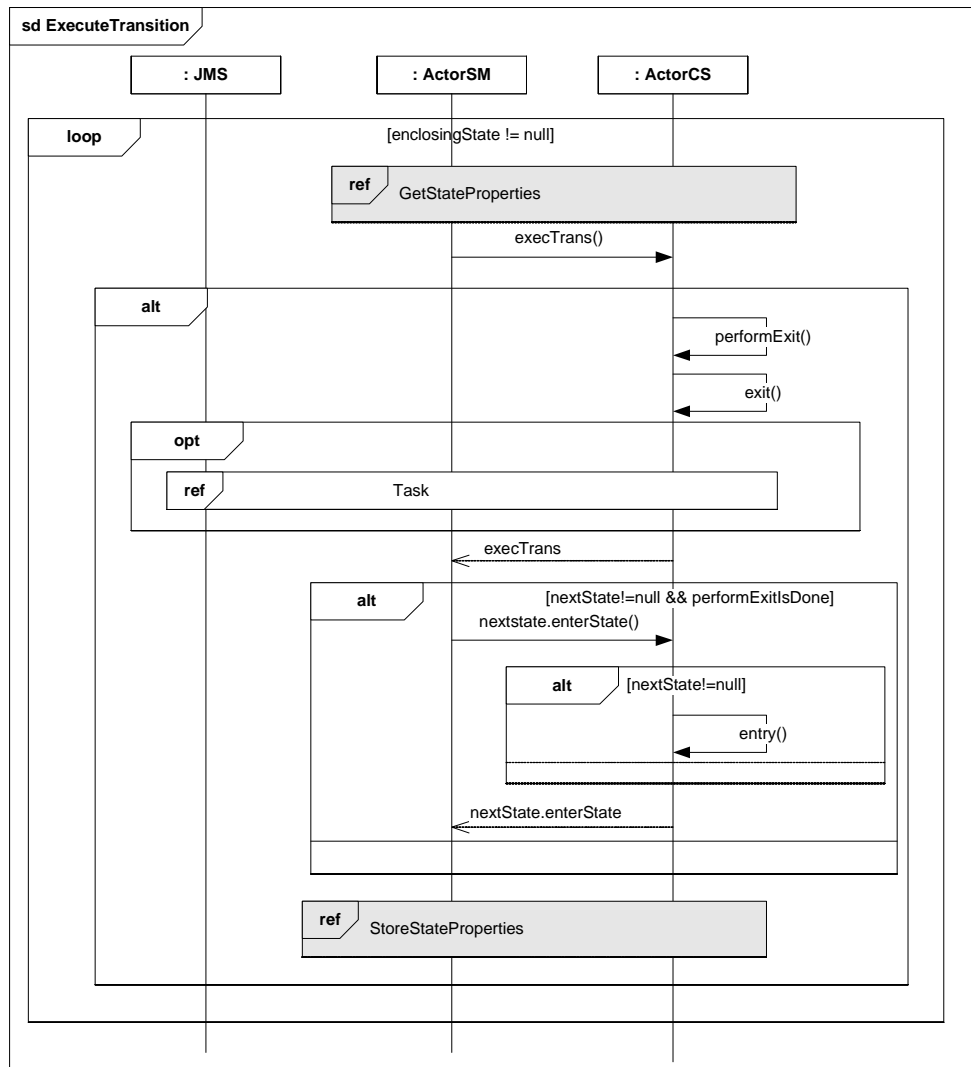 sd ExecuteTransition
: JMS
: ActorSM
: ActorCS
loop
[enclosingState != null]
ref
GetStateProperties
execTrans()
alt
performExit()
exit()
opt
ref
Task
execTrans
alt
[nextState!=null && performExitIsDone]
nextstate.enterState()
alt
[nextState!=null]
entry()
nextState.enterState
ref
StoreStateProperties